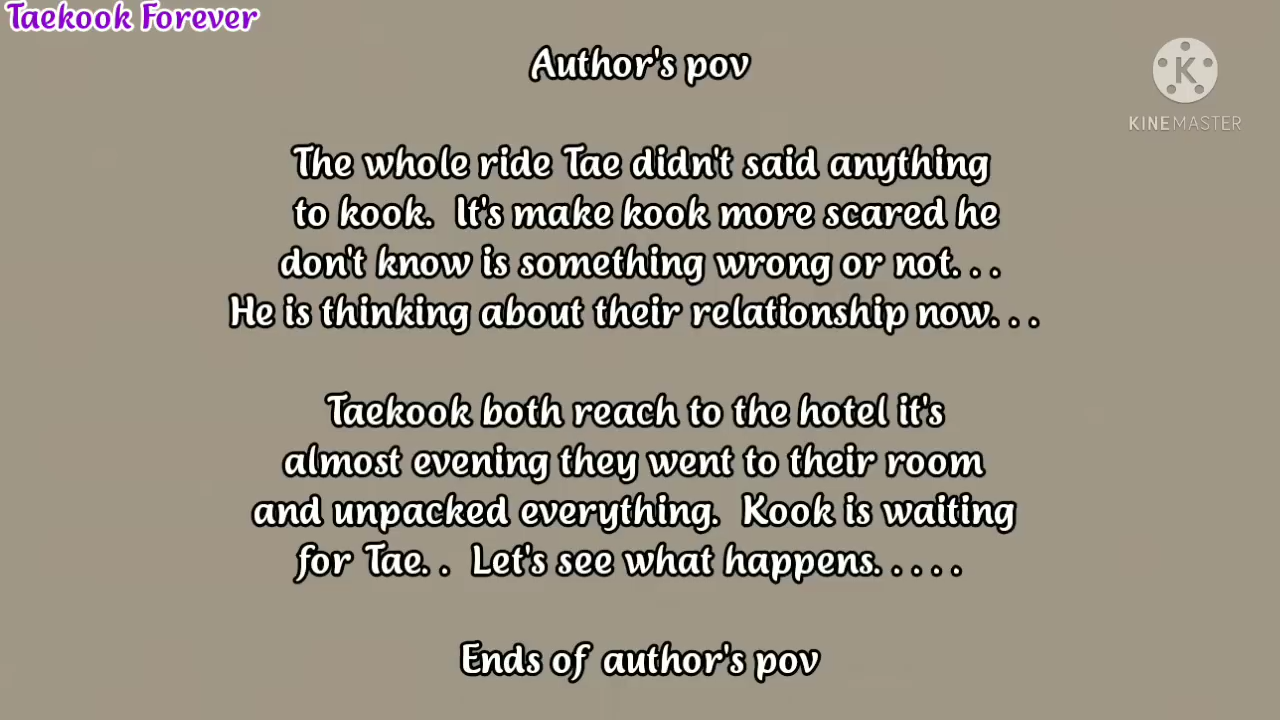 Taekook Forever
Author's pov
KINEMASTER
The whole ride Tae didn't said anything
to kook.  It's make kook more scared he
don't know is something wrong or not. . .
He is thinking about their relationship now. . .
Taekook both reach to the hotel it's
almost evening they went to their room
and unpacked everything.  Kook is waiting
for Tae. .  Let's see what happens. . . . .
Ends of author's pov